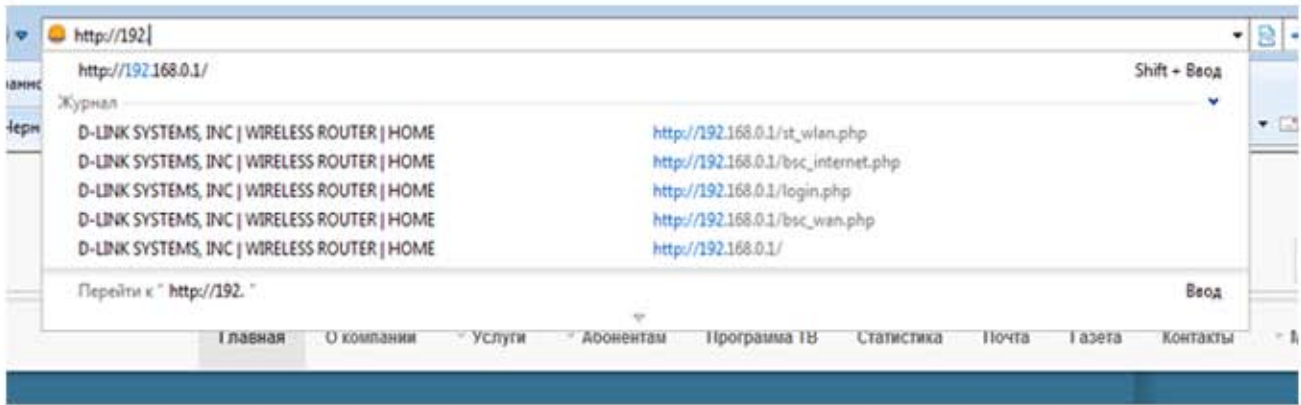 http://192.
http://192.168.0.1/ Shift + Ввод
Журнал
D-LINK SYSTEMS, INC | WIRELESS ROUTER | HOME http://192.168.0.1/st_wlan.php
D-LINK SYSTEMS, INC | WIRELESS ROUTER | HOME http://192.168.0.1/bsc_internet.php
D-LINK SYSTEMS, INC | WIRELESS ROUTER | HOME http://192.168.0.1/login.php
D-LINK SYSTEMS, INC | WIRELESS ROUTER | HOME http://192.168.0.1/bsc_wan.php
D-LINK SYSTEMS, INC | WIRELESS ROUTER | HOME http://192.168.0.1/
Перейти к " http://192. " Ввод
Главная О компании Услуги Абонентам Программа ТВ Статистика Почта Газета Контакты